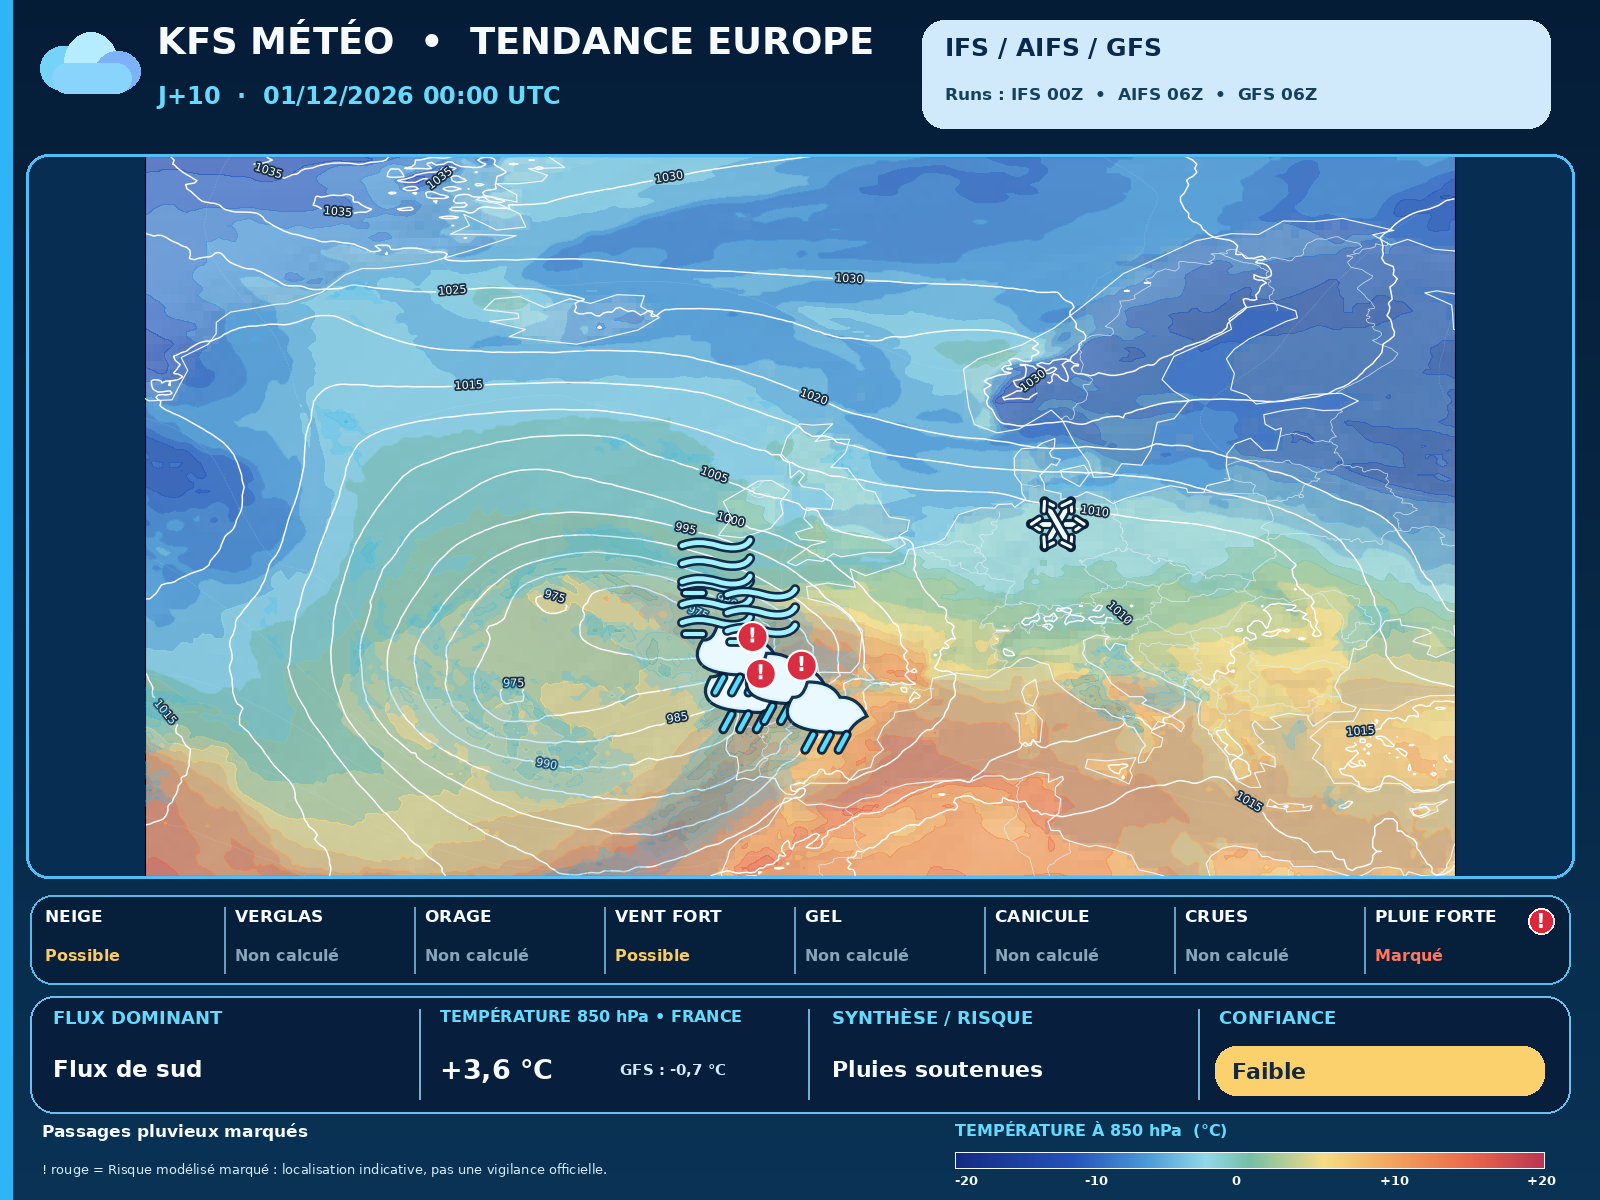 KFS MÉTÉO • TENDANCE EUROPE
J+10 · 01/12/2026 00:00 UTC
IFS / AIFS / GFS
Runs : IFS 00Z • AIFS 06Z • GFS 06Z
1035
1035
1030
1035
1030
1025
1015
1020
1030
1005
1000
995
1010
975
975
1010
975
985
1015
1015
990
1015
NEIGE
Possible
VERGLAS
Non calculé
ORAGE
Non calculé
VENT FORT
Possible
GEL
Non calculé
CANICULE
Non calculé
CRUES
Non calculé
PLUIE FORTE !
Marqué
FLUX DOMINANT
Flux de sud
TEMPÉRATURE 850 hPa • FRANCE
+3,6 °C GFS : -0,7 °C
SYNTHÈSE / RISQUE
Pluies soutenues
CONFIANCE
Faible
Passages pluvieux marqués
! rouge = Risque modélisé marqué : localisation indicative, pas une vigilance officielle.
TEMPÉRATURE À 850 hPa (°C)
-20 -10 0 +10 +20